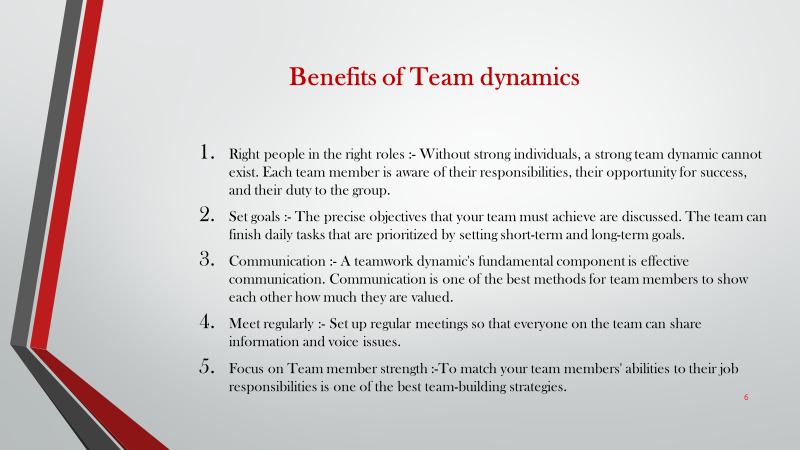 Benefits of Team dynamics
1. Right people in the right roles :- Without strong individuals, a strong team dynamic cannot
exist. Each team member is aware of their responsibilities, their opportunity for success,
and their duty to the group.
2. Set goals :- The precise objectives that your team must achieve are discussed. The team can
finish daily tasks that are prioritized by setting short-term and long-term goals.
3. Communication :- A teamwork dynamic's fundamental component is effective
communication. Communication is one of the best methods for team members to show
each other how much they are valued.
4. Meet regularly :- Set up regular meetings so that everyone on the team can share
information and voice issues.
5. Focus on Team member strength :-To match your team members' abilities to their job
responsibilities is one of the best team-building strategies.
6